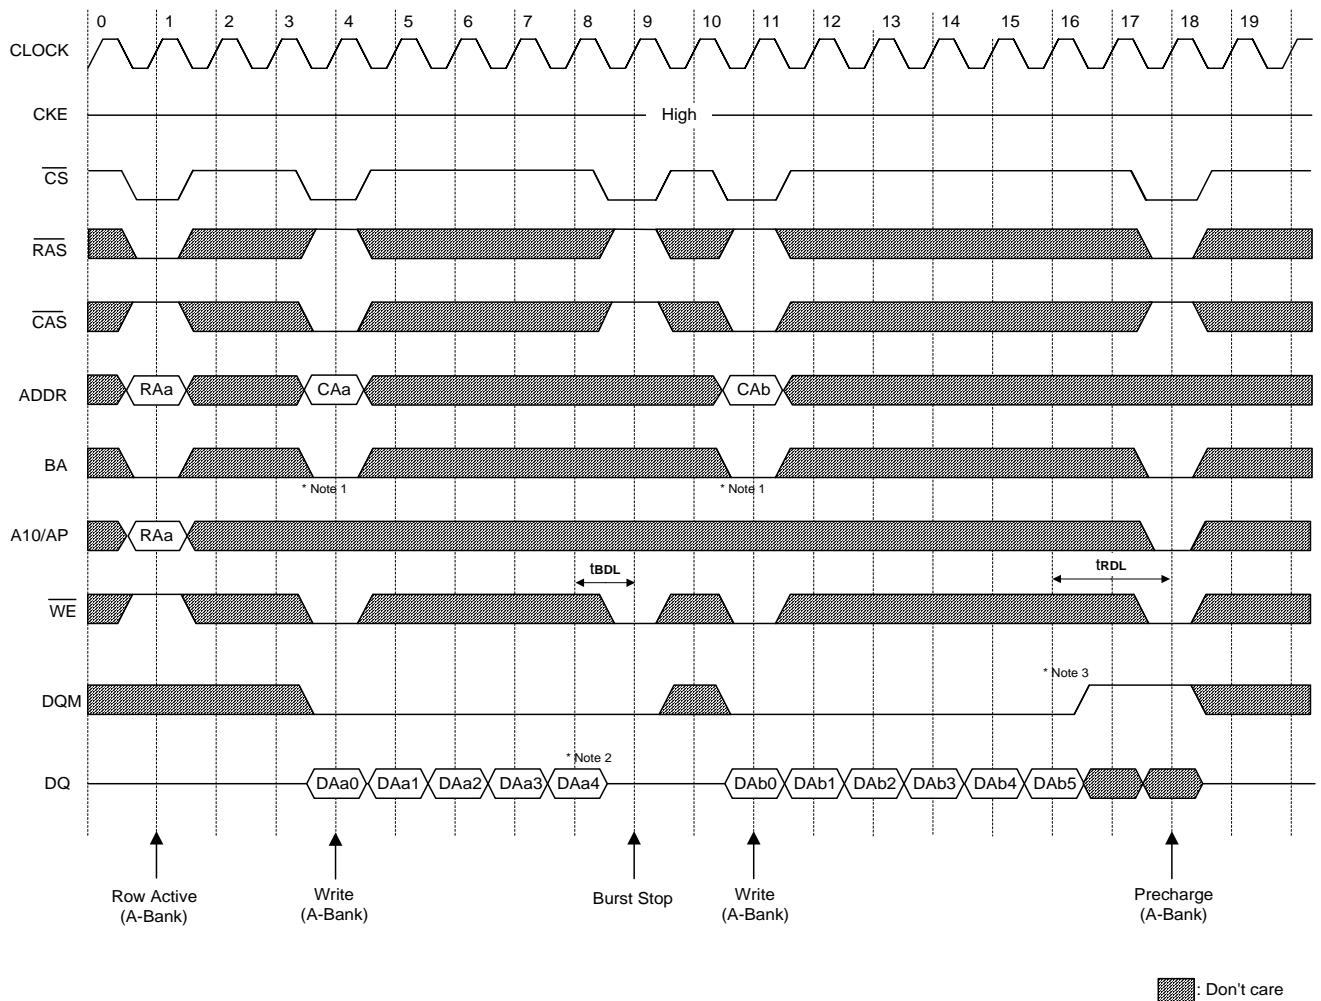 0 1 2 3 4 5 6 7 8 9 10 11 12 13 14 15 16 17 18 19
CLOCK
CKE
High
CS
RAS
CAS
ADDR
RAa
CAa
CAb
BA
* Note 1
* Note 1
A10/AP
RAa
tBDL
tRDL
WE
* Note 3
DQM
* Note 2
DQ
DAa0 DAa1 DAa2 DAa3 DAa4 DAb0 DAb1 DAb2 DAb3 DAb4 DAb5
Row Active
(A-Bank)
Write
(A-Bank)
Burst Stop
Write
(A-Bank)
Precharge
(A-Bank)
: Don't care